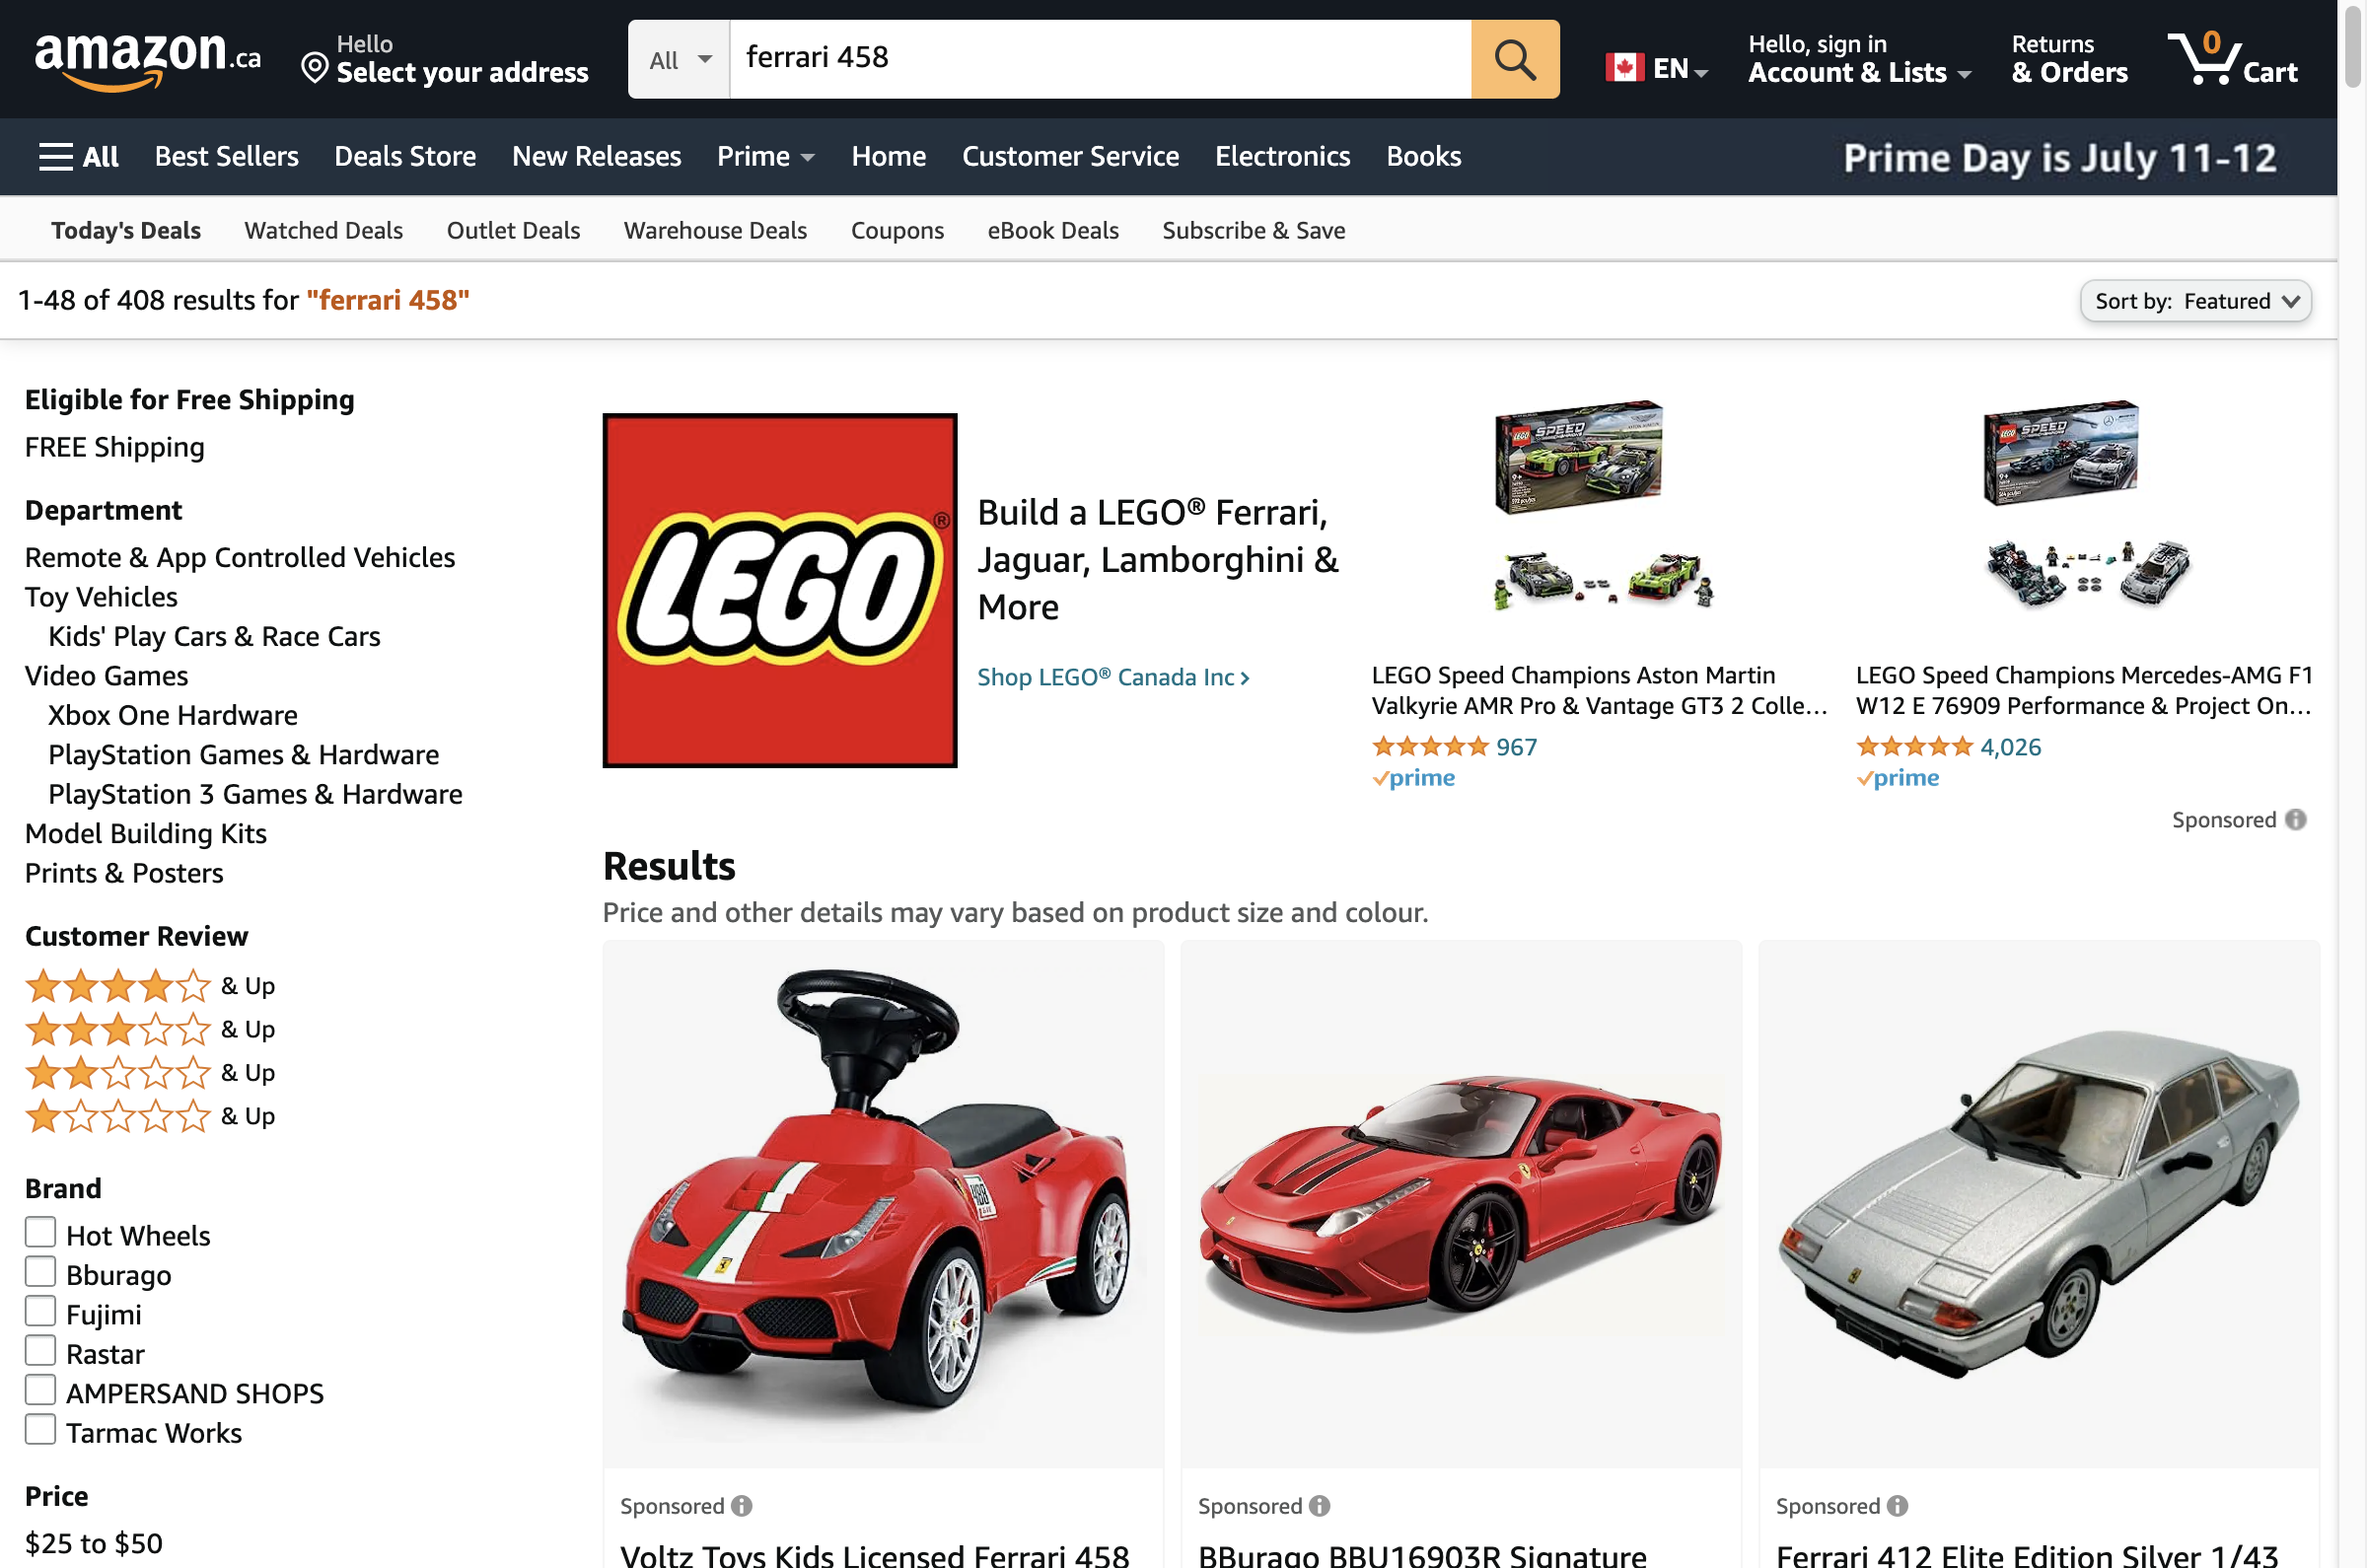 amazon.ca
Hello
Select your address
All
ferrari 458
EN
Hello, sign in
Account & Lists
Returns
& Orders
0
Cart
All
Best Sellers
Deals Store
New Releases
Prime
Home
Customer Service
Electronics
Books
Prime Day is July 11-12
Today's Deals
Watched Deals
Outlet Deals
Warehouse Deals
Coupons
eBook Deals
Subscribe & Save
1-48 of 408 results for "ferrari 458"
Sort by: Featured
Eligible for Free Shipping
FREE Shipping
Department
Remote & App Controlled Vehicles
Toy Vehicles
Kids' Play Cars & Race Cars
Video Games
Xbox One Hardware
PlayStation Games & Hardware
PlayStation 3 Games & Hardware
Model Building Kits
Prints & Posters
Customer Review
& Up
& Up
& Up
& Up
Brand
Hot Wheels
Bburago
Fujimi
Rastar
AMPERSAND SHOPS
Tarmac Works
Price
$25 to $50
LEGO®
Build a LEGO® Ferrari,
Jaguar, Lamborghini &
More
Shop LEGO® Canada Inc ›
LEGO SPEED
LEGO Speed Champions Aston Martin
Valkyrie AMR Pro & Vantage GT3 2 Colle…
967
prime
LEGO SPEED
LEGO Speed Champions Mercedes-AMG F1
W12 E 76909 Performance & Project On…
4,026
prime
Sponsored
Results
Price and other details may vary based on product size and colour.
Sponsored
Voltz Toys Kids Licensed Ferrari 458
Sponsored
BBurago BBU16903R Signature
Sponsored
Ferrari 412 Elite Edition Silver 1/43